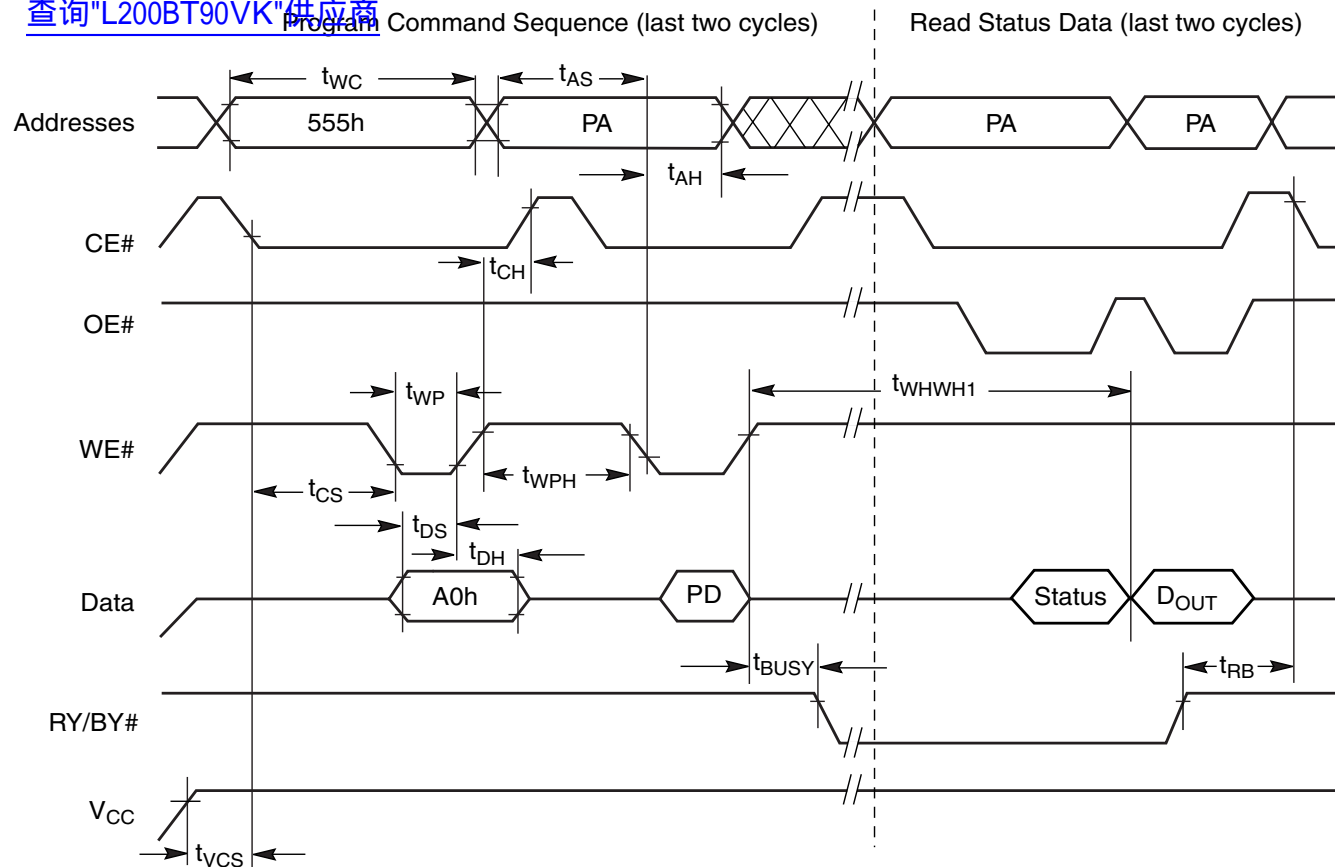 查询"L200BT90VK"供应商
Program Command Sequence (last two cycles)
Read Status Data (last two cycles)
tWC
tAS
Addresses
555h
PA
PA
PA
tAH
CE#
tCH
OE#
tWP
tWHWH1
WE#
tWPH
tCS
tDS
tDH
Data
A0h
PD
Status
DOUT
tBUSY
tRB
RY/BY#
VCC
tVCS